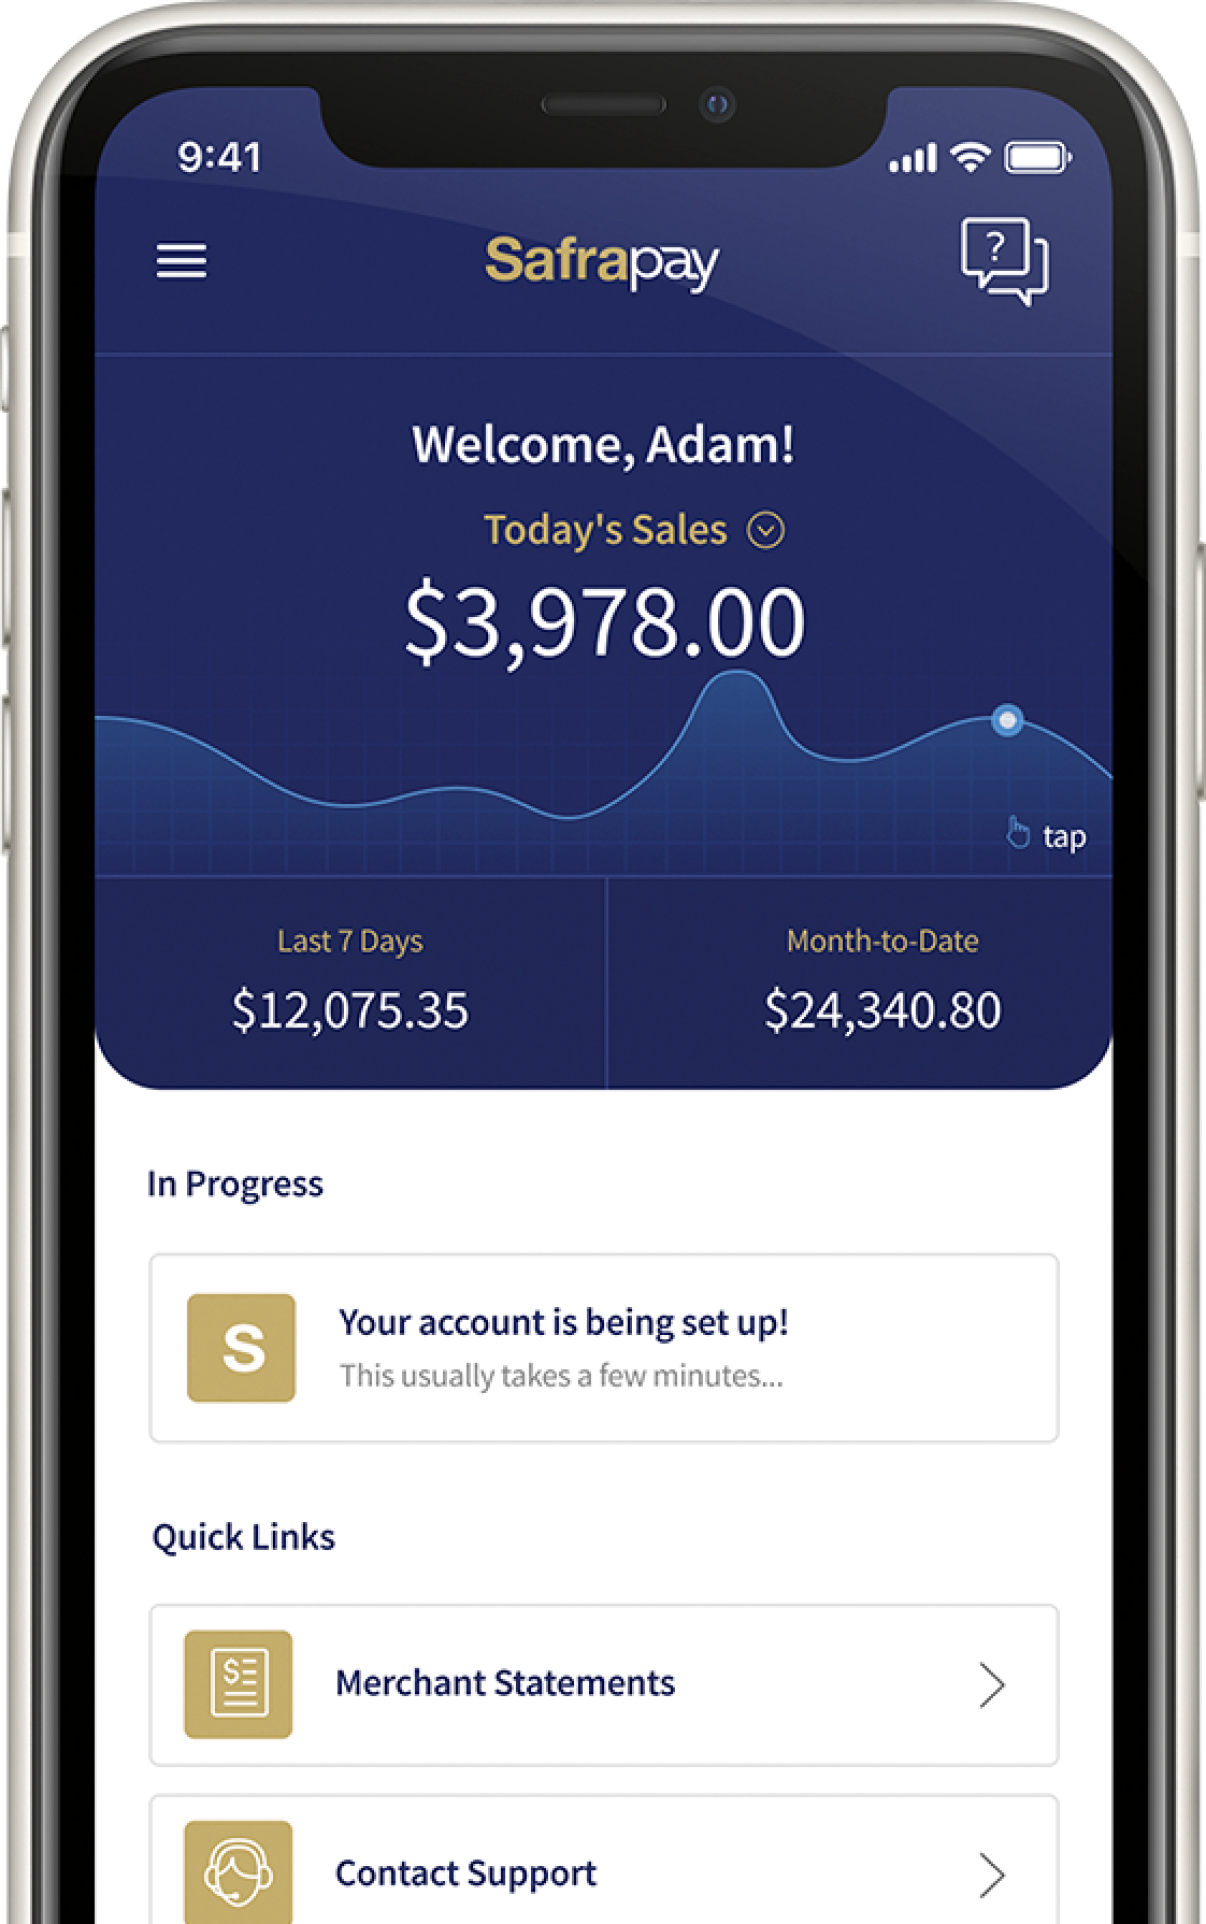 9:41
Safrapay
?
Welcome, Adam!
Today's Sales
$3,978.00
tap
Last 7 Days
Month-to-Date
$12,075.35
$24,340.80
In Progress
S
Your account is being set up!
This usually takes a few minutes...
Quick Links
$
Merchant Statements
Contact Support